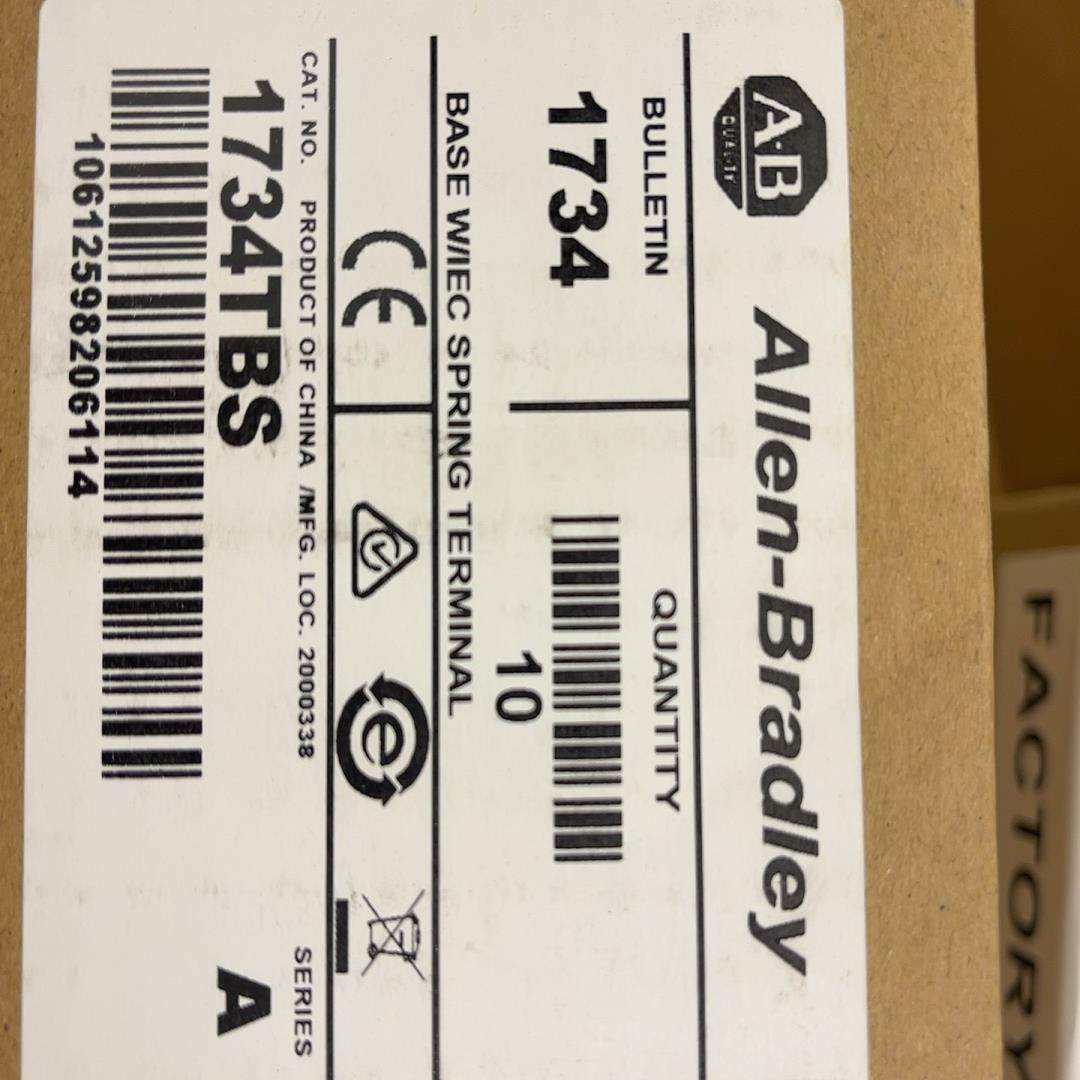 A-B
QUALITY
Allen-Bradley
BULLETIN
1734
QUANTITY
10
BASE W/IEC SPRING TERMINAL
CE
e
CAT. NO. PRODUCT OF CHINA /MFG. LOC. 2000338
SERIES
1734TBS
A
10612598206114
FACTORY